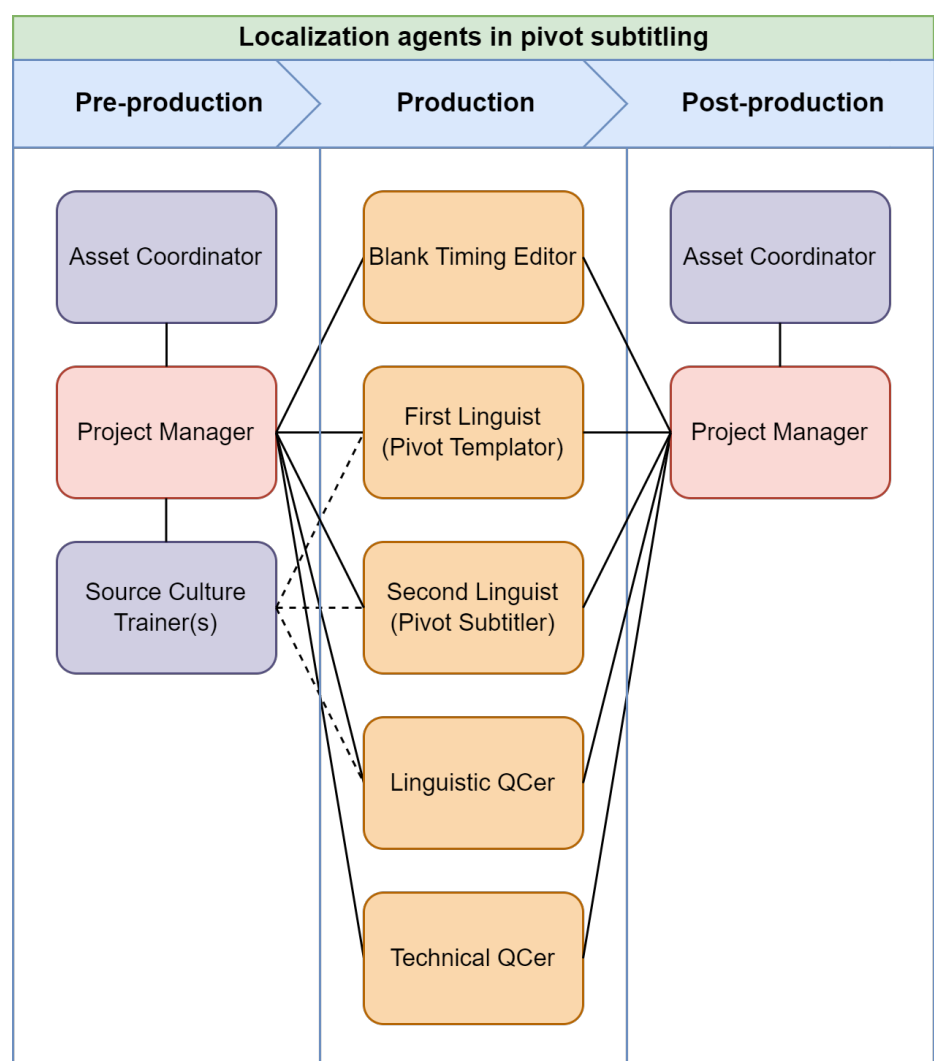 Localization agents in pivot subtitling
Pre-production
Production
Post-production
Asset Coordinator
Project Manager
Source Culture
Trainer(s)
Blank Timing Editor
First Linguist
(Pivot Templator)
Second Linguist
(Pivot Subtitler)
Linguistic QCer
Technical QCer
Asset Coordinator
Project Manager